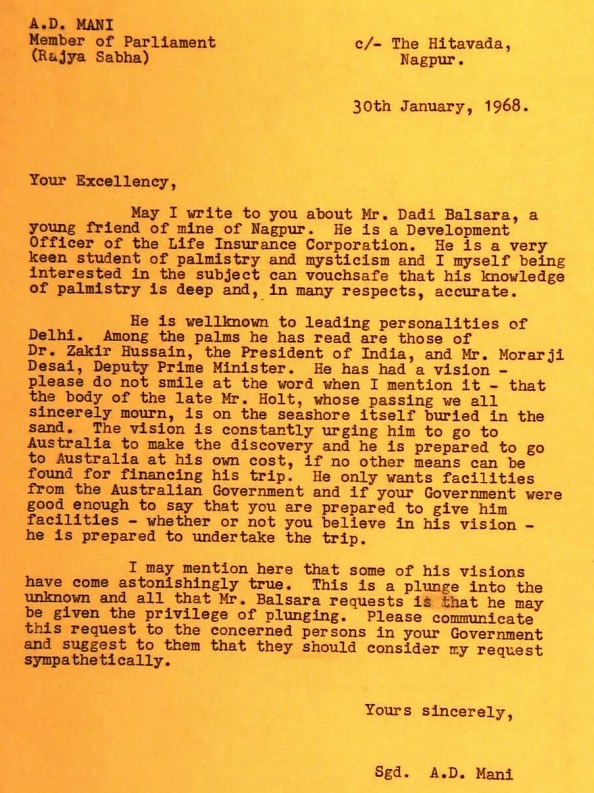 A.D. MANI
Member of Parliament
(Rajya Sabha)
c/- The Hitavada,
Nagpur.
30th January, 1968.
Your Excellency,
May I write to you about Mr. Dadi Balsara, a
young friend of mine of Nagpur. He is a Development
Officer of the Life Insurance Corporation. He is a very
keen student of palmistry and mysticism and I myself being
interested in the subject can vouchsafe that his knowledge
of palmistry is deep and, in many respects, accurate.
He is wellknown to leading personalities of
Delhi. Among the palms he has read are those of
Dr. Zakir Hussain, the President of India, and Mr. Morarji
Desai, Deputy Prime Minister. He has had a vision -
please do not smile at the word when I mention it - that
the body of the late Mr. Holt, whose passing we all
sincerely mourn, is on the seashore itself buried in the
sand. The vision is constantly urging him to go to
Australia to make the discovery and he is prepared to go
to Australia at his own cost, if no other means can be
found for financing his trip. He only wants facilities
from the Australian Government and if your Government were
good enough to say that you are prepared to give him
facilities - whether or not you believe in his vision -
he is prepared to undertake the trip.
I may mention here that some of his visions
have come astonishingly true. This is a plunge into the
unknown and all that Mr. Balsara requests is that he may
be given the privilege of plunging. Please communicate
this request to the concerned persons in your Government
and suggest to them that they should consider my request
sympathetically.
Yours sincerely,
Sgd. A.D. Mani